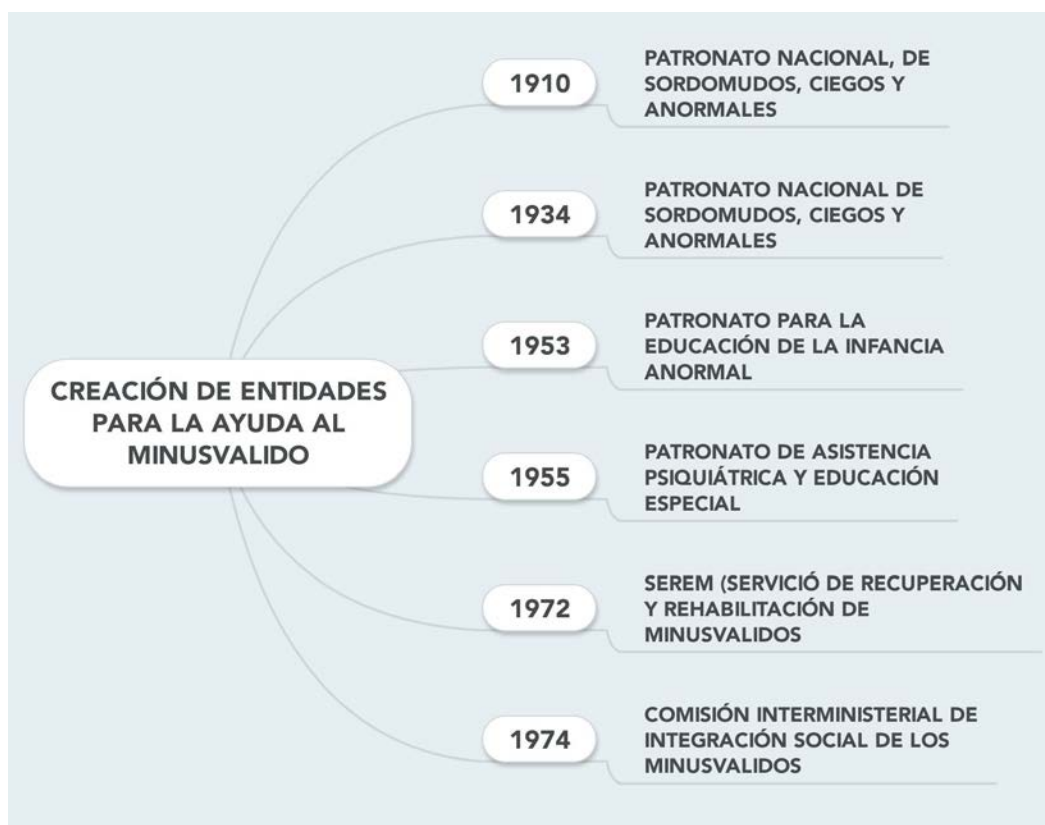 1910
PATRONATO NACIONAL, DE
SORDOMUDOS, CIEGOS Y
ANORMALES
1934
PATRONATO NACIONAL DE
SORDOMUDOS, CIEGOS Y
ANORMALES
1953
PATRONATO PARA LA
EDUCACIÓN DE LA INFANCIA
ANORMAL
CREACIÓN DE ENTIDADES
PARA LA AYUDA AL
MINUSVALIDO
1955
PATRONATO DE ASISTENCIA
PSIQUIÁTRICA Y EDUCACIÓN
ESPECIAL
1972
SEREM (SERVICIÓ DE RECUPERACIÓN
Y REHABILITACIÓN DE
MINUSVALIDOS
1974
COMISIÓN INTERMINISTERIAL DE
INTEGRACIÓN SOCIAL DE LOS
MINUSVALIDOS